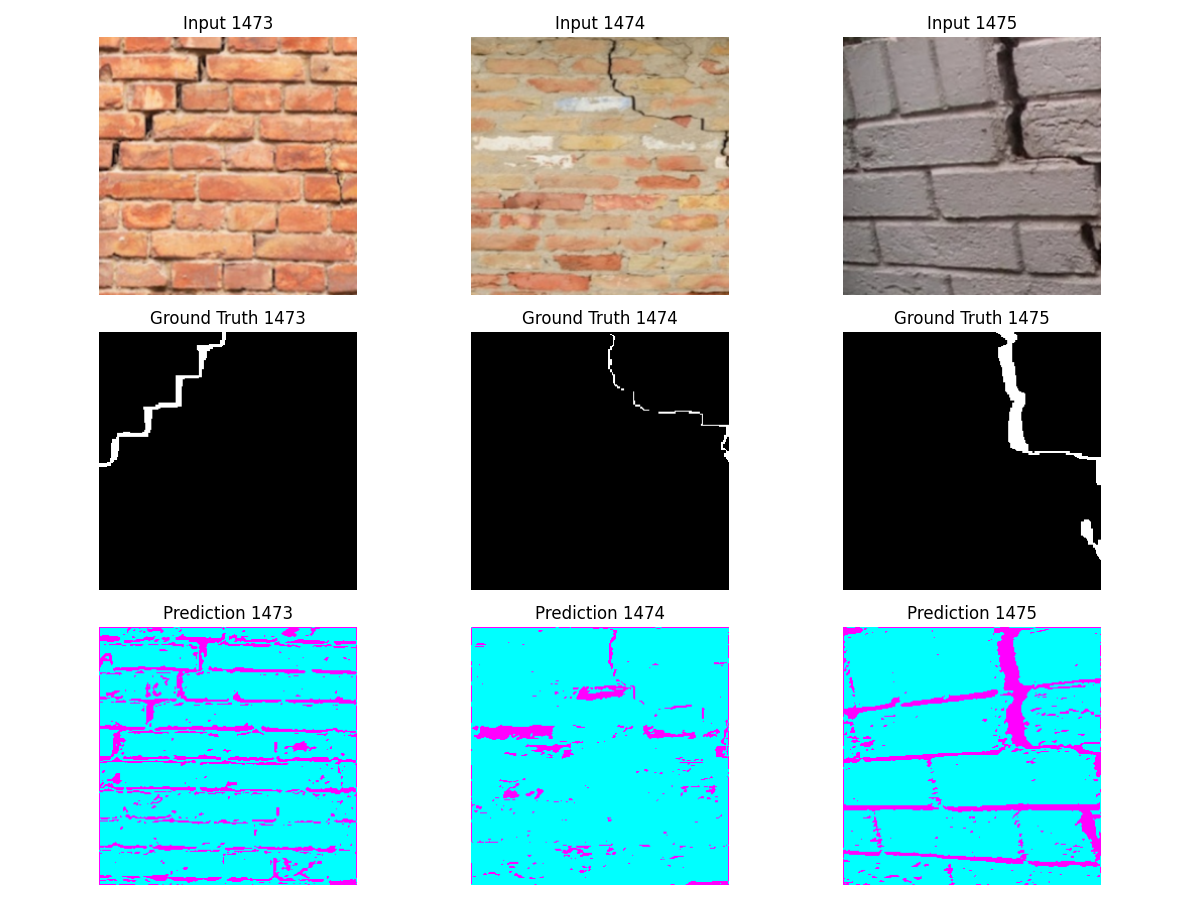 Input 1473
Input 1474
Input 1475
Ground Truth 1473
Ground Truth 1474
Ground Truth 1475
Prediction 1473
Prediction 1474
Prediction 1475